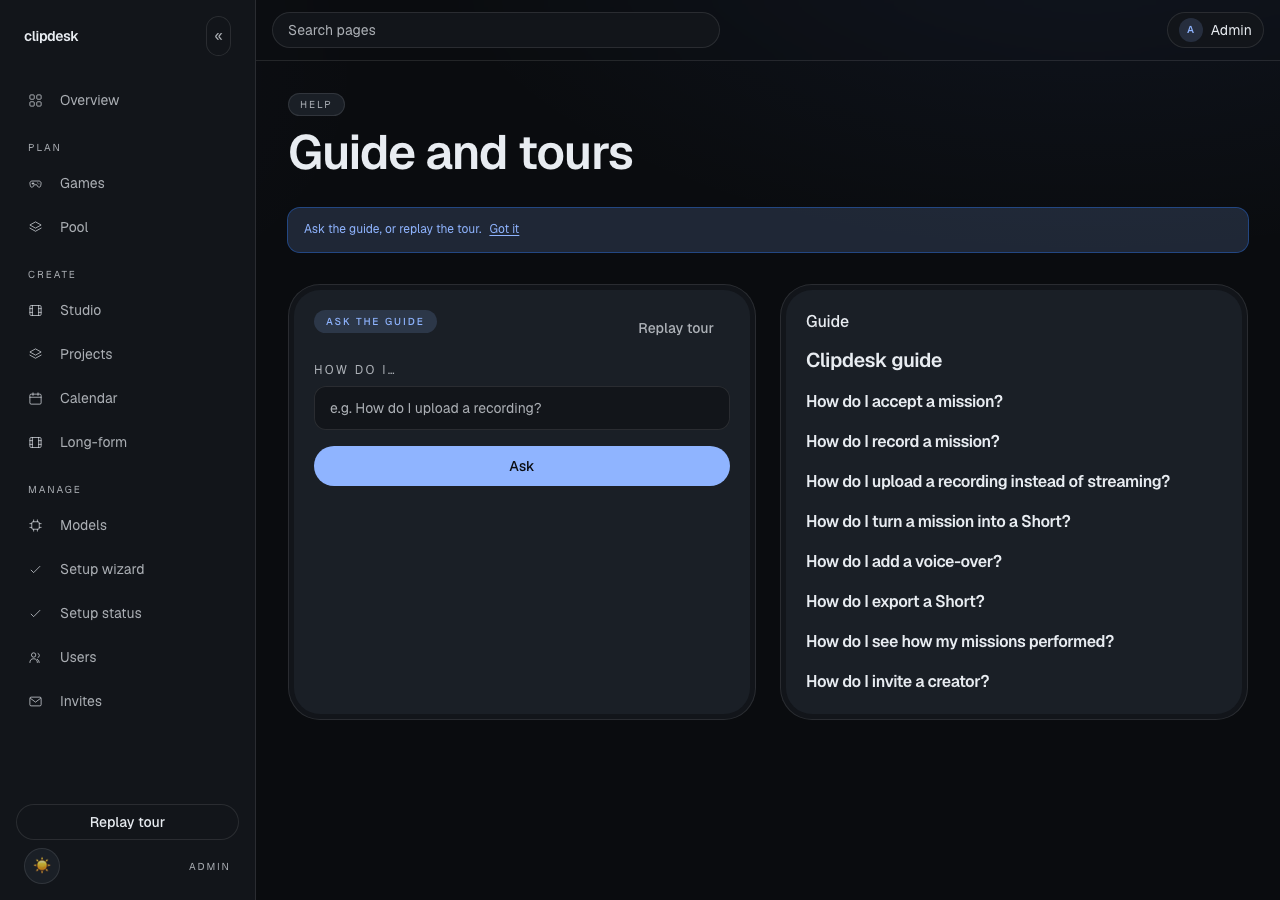 clipdesk
«
Overview
PLAN
Games
Pool
CREATE
Studio
Projects
Calendar
Long-form
MANAGE
Models
Setup wizard
Setup status
Users
Invites
Replay tour
ADMIN
Search pages
A Admin
HELP
Guide and tours
Ask the guide, or replay the tour. Got it
ASK THE GUIDE
Replay tour
HOW DO I…
e.g. How do I upload a recording?
Ask
Guide
Clipdesk guide
How do I accept a mission?
How do I record a mission?
How do I upload a recording instead of streaming?
How do I turn a mission into a Short?
How do I add a voice-over?
How do I export a Short?
How do I see how my missions performed?
How do I invite a creator?